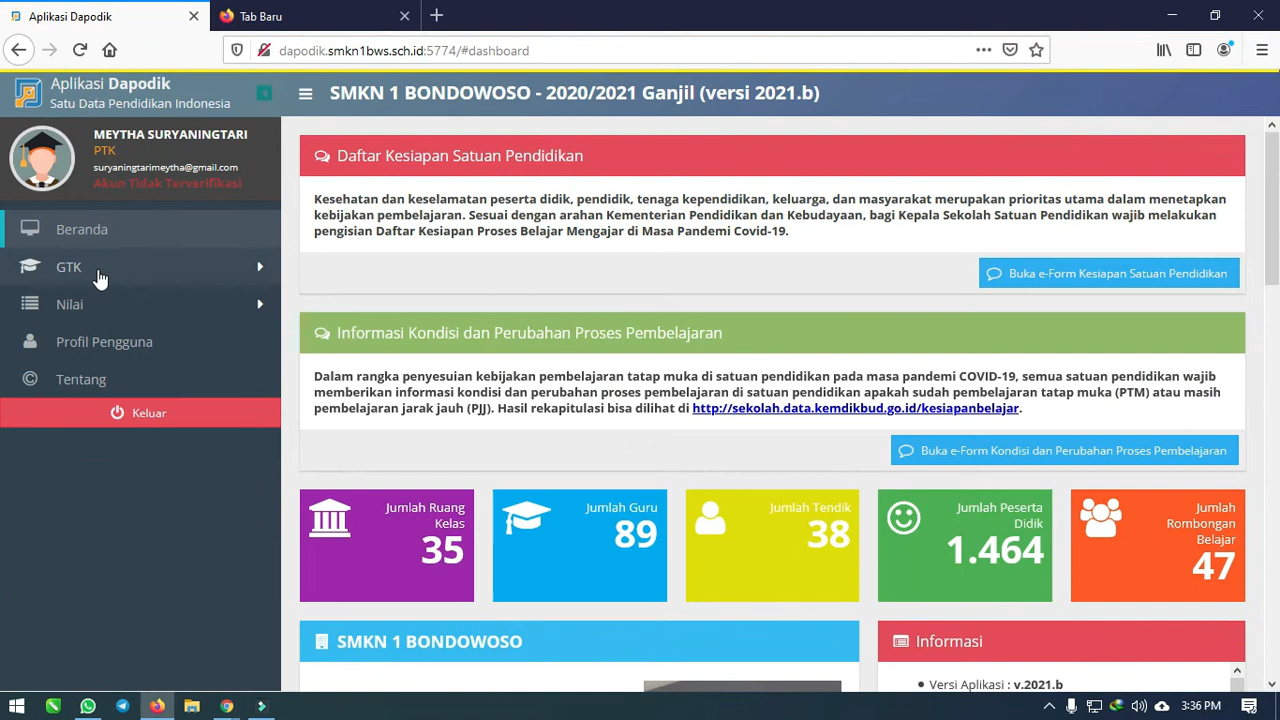 Aplikasi Dapodik
Tab Baru
dapodik.smkn1bws.sch.id:5774/#dashboard
Aplikasi Dapodik
Satu Data Pendidikan Indonesia
SMKN 1 BONDOWOSO - 2020/2021 Ganjil (versi 2021.b)
MEYTHA SURYANINGTARI
PTK
suryaningtarimeytha@gmail.com
Akun Tidak Terverifikasi
Beranda
GTK
Nilai
Profil Pengguna
Tentang
Keluar
Daftar Kesiapan Satuan Pendidikan
Kesehatan dan keselamatan peserta didik, pendidik, tenaga kependidikan, keluarga, dan masyarakat merupakan prioritas utama dalam menetapkan
kebijakan pembelajaran. Sesuai dengan arahan Kementerian Pendidikan dan Kebudayaan, bagi Kepala Sekolah Satuan Pendidikan wajib melakukan
pengisian Daftar Kesiapan Proses Belajar Mengajar di Masa Pandemi Covid-19.
Buka e-Form Kesiapan Satuan Pendidikan
Informasi Kondisi dan Perubahan Proses Pembelajaran
Dalam rangka penyesuian kebijakan pembelajaran tatap muka di satuan pendidikan pada masa pandemi COVID-19, semua satuan pendidikan wajib
memberikan informasi kondisi dan perubahan proses pembelajaran di satuan pendidikan apakah sudah pembelajaran tatap muka (PTM) atau masih
pembelajaran jarak jauh (PJJ). Hasil rekapitulasi bisa dilihat di http://sekolah.data.kemdikbud.go.id/kesiapanbelajar.
Buka e-Form Kondisi dan Perubahan Proses Pembelajaran
Jumlah Ruang
Kelas
35
Jumlah Guru
89
Jumlah Tendik
38
Jumlah Peserta
Didik
1.464
Jumlah
Rombongan
Belajar
47
SMKN 1 BONDOWOSO
Informasi
Versi Aplikasi : v.2021.b
3:36 PM